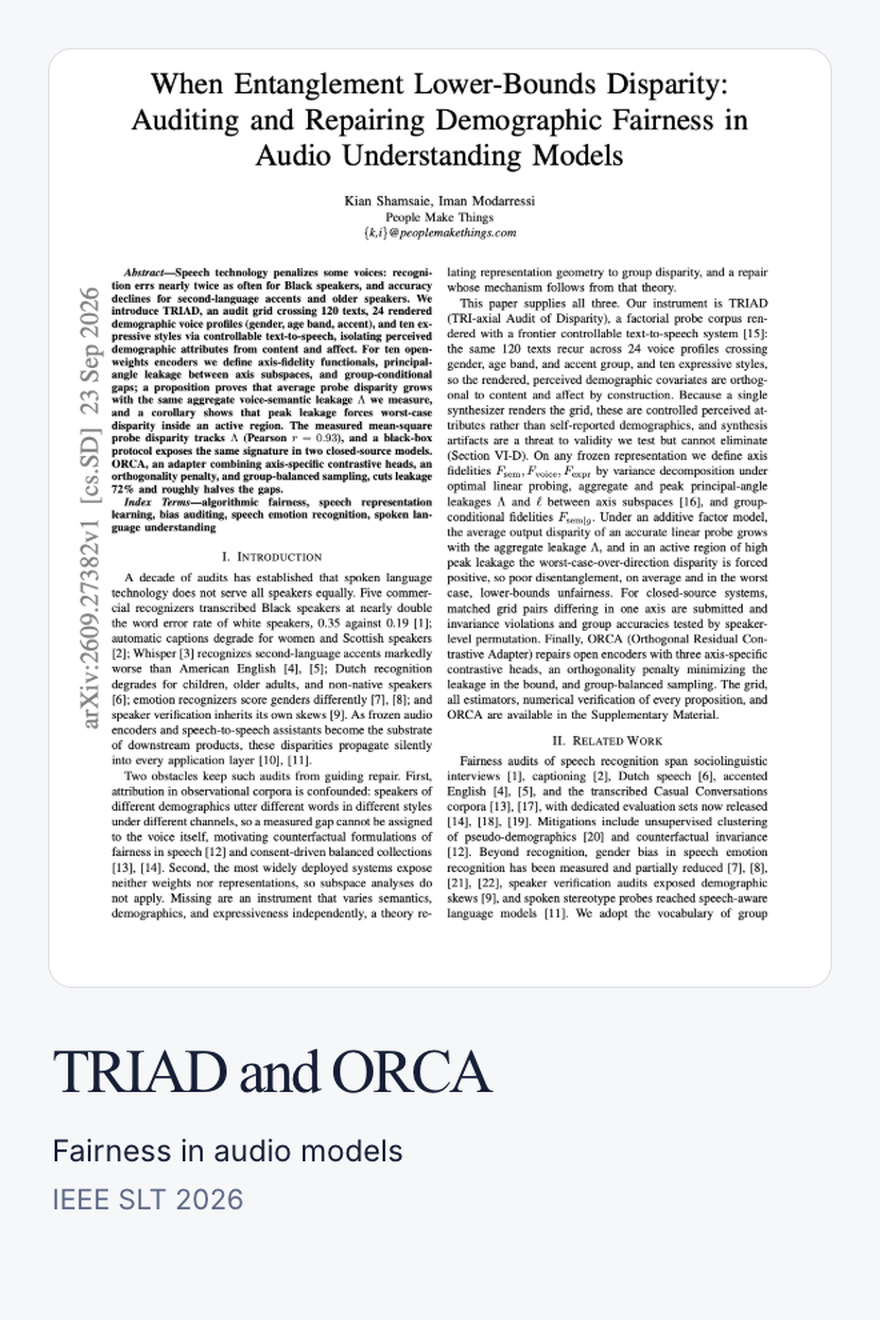 When Entanglement Lower-Bounds Disparity:
Auditing and Repairing Demographic Fairness in
Audio Understanding Models
Kian Shamsaie, Iman Modarressi
People Make Things
{k,i}@peoplemakethings.com
arXiv:2609.27382v1 [cs.SD] 23 Sep 2026
Abstract—Speech technology penalizes some voices: recogni-
tion errs nearly twice as often for Black speakers, and accuracy
declines for second-language accents and older speakers. We
introduce TRIAD, an audit grid crossing 120 texts, 24 rendered
demographic voice profiles (gender, age band, accent), and ten ex-
pressive styles via controllable text-to-speech, isolating perceived
demographic attributes from content and affect. For ten open-
weights encoders we define axis-fidelity functionals, principal-
angle leakage between axis subspaces, and group-conditional
gaps; a proposition proves that average probe disparity grows
with the same aggregate voice-semantic leakage Λ we measure,
and a corollary shows that peak leakage forces worst-case
disparity inside an active region. The measured mean-square
probe disparity tracks Λ (Pearson r = 0.93), and a black-box
protocol exposes the same signature in two closed-source models.
ORCA, an adapter combining axis-specific contrastive heads, an
orthogonality penalty, and group-balanced sampling, cuts leakage
72% and roughly halves the gaps.
Index Terms—algorithmic fairness, speech representation
learning, bias auditing, speech emotion recognition, spoken lan-
guage understanding
I. INTRODUCTION
A decade of audits has established that spoken language
technology does not serve all speakers equally. Five commer-
cial recognizers transcribed Black speakers at nearly double
the word error rate of white speakers, 0.35 against 0.19 [1];
automatic captions degrade for women and Scottish speakers
[2]; Whisper [3] recognizes second-language accents markedly
worse than American English [4], [5]; Dutch recognition
degrades for children, older adults, and non-native speakers
[6]; emotion recognizers score genders differently [7], [8]; and
speaker verification inherits its own skews [9]. As frozen audio
encoders and speech-to-speech assistants become the substrate
of downstream products, these disparities propagate silently
into every application layer [10], [11].
Two obstacles keep such audits from guiding repair. First,
attribution in observational corpora is confounded: speakers of
different demographics utter different words in different styles
under different channels, so a measured gap cannot be assigned
to the voice itself, motivating counterfactual formulations of
fairness in speech [12] and consent-driven balanced collections
[13], [14]. Second, the most widely deployed systems expose
neither weights nor representations, so subspace analyses do
not apply. Missing are an instrument that varies semantics,
demographics, and expressiveness independently, a theory re-
lating representation geometry to group disparity, and a repair
whose mechanism follows from that theory.
This paper supplies all three. Our instrument is TRIAD
(TRI-axial Audit of Disparity), a factorial probe corpus ren-
dered with a frontier controllable text-to-speech system [15]:
the same 120 texts recur across 24 voice profiles crossing
gender, age band, and accent group, and ten expressive styles,
so the rendered, perceived demographic covariates are orthog-
onal to content and affect by construction. Because a single
synthesizer renders the grid, these are controlled perceived at-
tributes rather than self-reported demographics, and synthesis
artifacts are a threat to validity we test but cannot eliminate
(Section VI-D). On any frozen representation we define axis
fidelities Fsem, Fvoice, Fexpr by variance decomposition under
optimal linear probing, aggregate and peak principal-angle
leakages Λ and ℓ between axis subspaces [16], and group-
conditional fidelities Fsem|g. Under an additive factor model,
the average output disparity of an accurate linear probe grows
with the aggregate leakage Λ, and in an active region of high
peak leakage the worst-case-over-direction disparity is forced
positive, so poor disentanglement, on average and in the worst
case, lower-bounds unfairness. For closed-source systems,
matched grid pairs differing in one axis are submitted and
invariance violations and group accuracies tested by speaker-
level permutation. Finally, ORCA (Orthogonal Residual Con-
trastive Adapter) repairs open encoders with three axis-specific
contrastive heads, an orthogonality penalty minimizing the
leakage in the bound, and group-balanced sampling. The grid,
all estimators, numerical verification of every proposition, and
ORCA are available in the Supplementary Material.
II. RELATED WORK
Fairness audits of speech recognition span sociolinguistic
interviews [1], captioning [2], Dutch speech [6], accented
English [4], [5], and the transcribed Casual Conversations
corpora [13], [17], with dedicated evaluation sets now released
[14], [18], [19]. Mitigations include unsupervised clustering
of pseudo-demographics [20] and counterfactual invariance
[12]. Beyond recognition, gender bias in speech emotion
recognition has been measured and partially reduced [7], [8],
[21], [22], speaker verification audits exposed demographic
skews [9], and spoken stereotype probes reached speech-aware
language models [11]. We adopt the vocabulary of group
TRIAD and ORCA
Fairness in audio models
IEEE SLT 2026